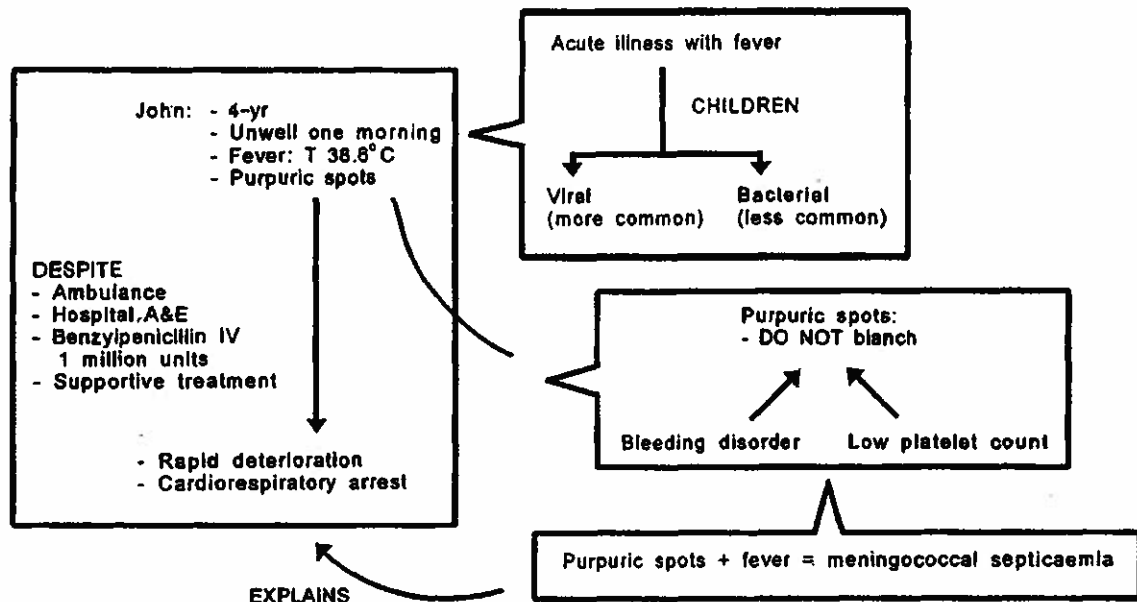 John: - 4-yr
- Unwell one morning
- Fever: T 38.8°C
- Purpuric spots
DESPITE
- Ambulance
- Hospital,A&E
- Benzylpenicillin IV
1 million units
- Supportive treatment
- Rapid deterioration
- Cardiorespiratory arrest
Acute illness with fever
CHILDREN
Viral
(more common)
Bacterial
(less common)
Purpuric spots:
- DO NOT blanch
Bleeding disorder
Low platelet count
Purpuric spots + fever = meningococcal septicaemia
EXPLAINS